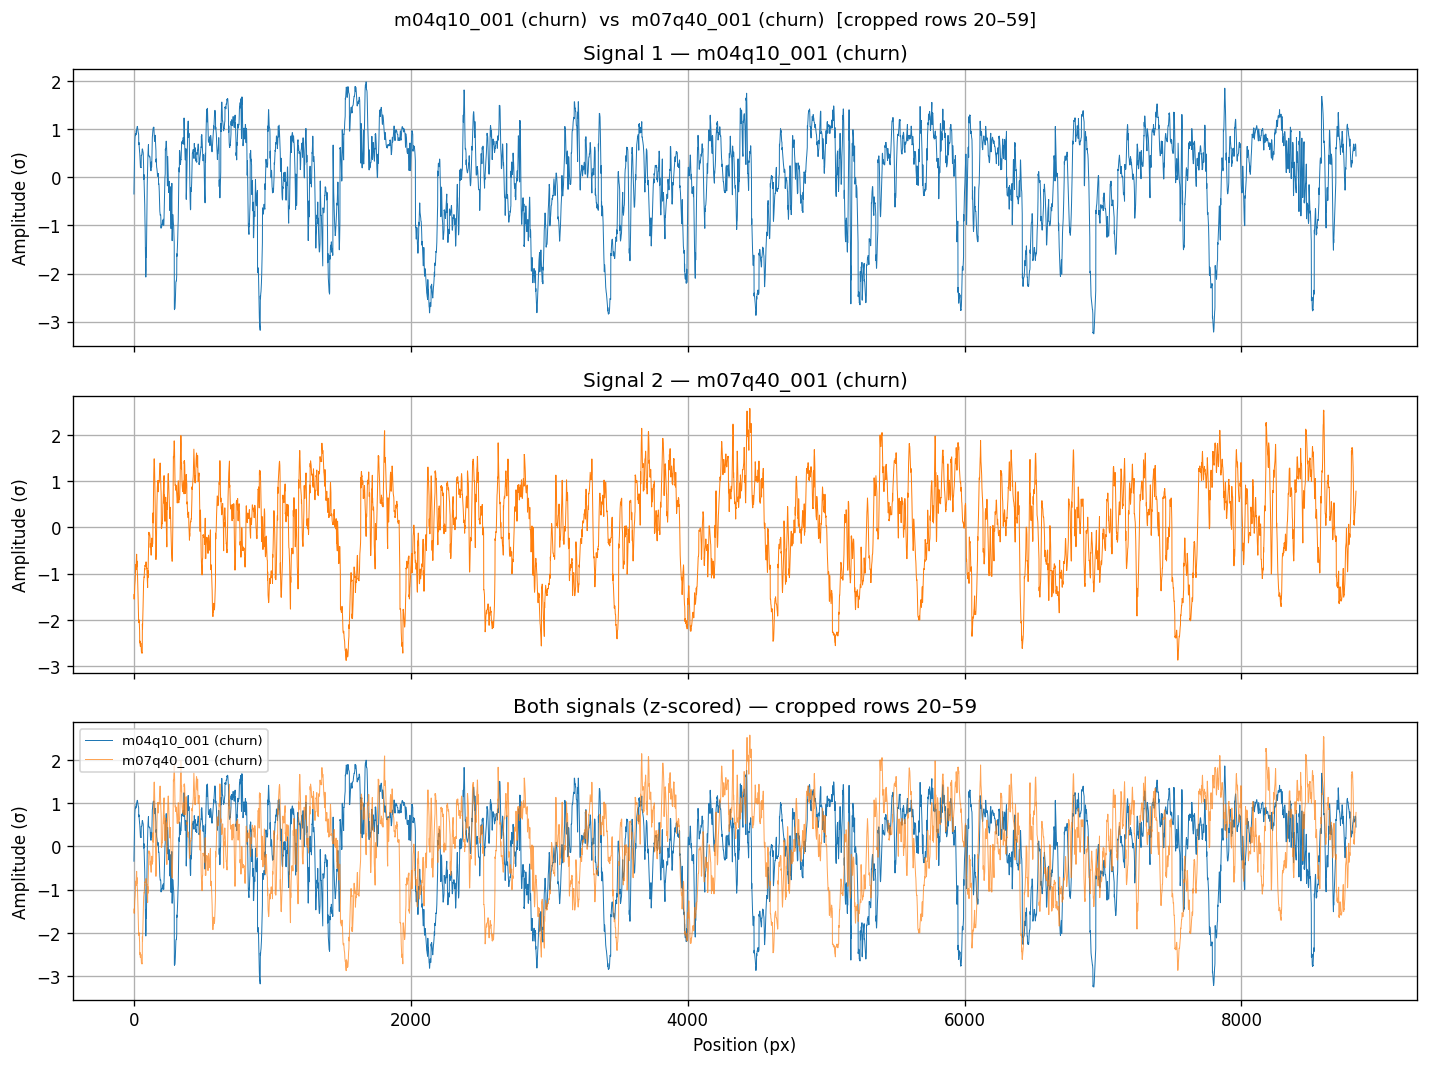 m04q10_001 (churn)  vs  m07q40_001 (churn)  [cropped rows 20–59]
Signal 1 — m04q10_001 (churn)
2
1
0
−1
−2
−3
Amplitude (σ)
Signal 2 — m07q40_001 (churn)
2
1
0
−1
−2
−3
Amplitude (σ)
Both signals (z-scored) — cropped rows 20–59
m04q10_001 (churn)
m07q40_001 (churn)
2
1
0
−1
−2
−3
Amplitude (σ)
0 2000 4000 6000 8000
Position (px)